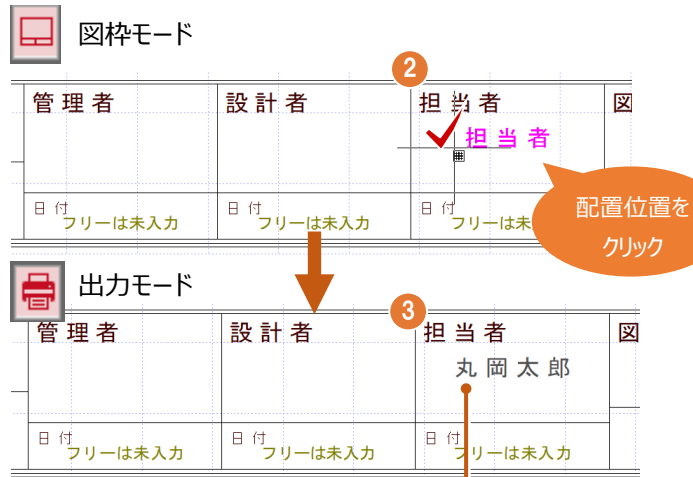 図枠モード
2
管理者 設計者 担当者 図
担当者
日付 日付 日付
フリーは未入力 フリーは未入力 フリーは未
配置位置を
クリック
出力モード
3
管理者 設計者 担当者 図
丸岡太郎
日付 日付 日付
フリーは未入力 フリーは未入力 フリーは未入力